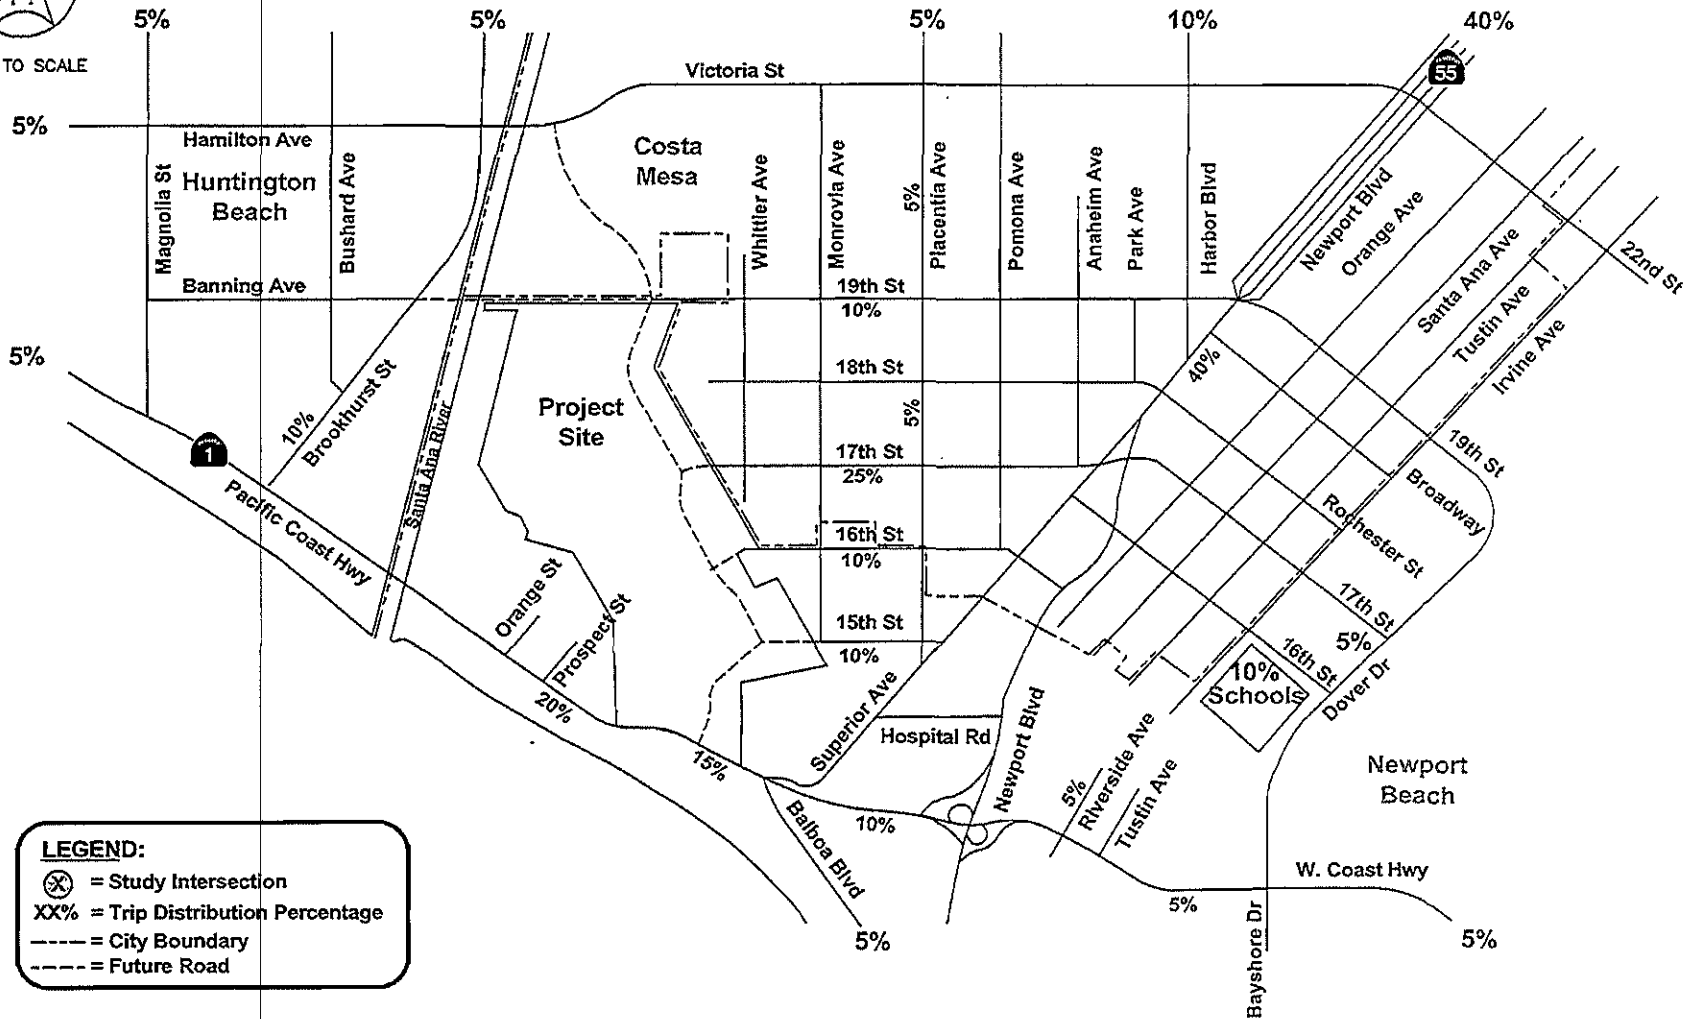 5%
5%
5%
10%
40%
TO SCALE
55
Victoria St
5%
Hamilton Ave
Costa
Mesa
Huntington
Beach
Magnolia St
Bushard Ave
Whittier Ave
Monrovia Ave
5%
Placentia Ave
Pomona Ave
Anaheim Ave
Park Ave
Harbor Blvd
Newport Blvd
Orange Ave
Santa Ana Ave
Tustin Ave
Irvine Ave
22nd St
Banning Ave
19th St
10%
5%
18th St
40%
Project
Site
5%
10%
Brookhurst St
Santa Ana River
1
Pacific Coast Hwy
17th St
25%
19th St
Broadway
Rochester St
17th St
5%
16th St
Dover Dr
16th St
10%
Orange St
Prospect St
15th St
10%
10%
Schools
20%
15%
Superior Ave
Hospital Rd
Newport Blvd
5%
Riverside Ave
Tustin Ave
Newport
Beach
10%
Balboa Blvd
5%
W. Coast Hwy
5%
5%
Bayshore Dr
LEGEND:
X = Study Intersection
XX% = Trip Distribution Percentage
= City Boundary
= Future Road